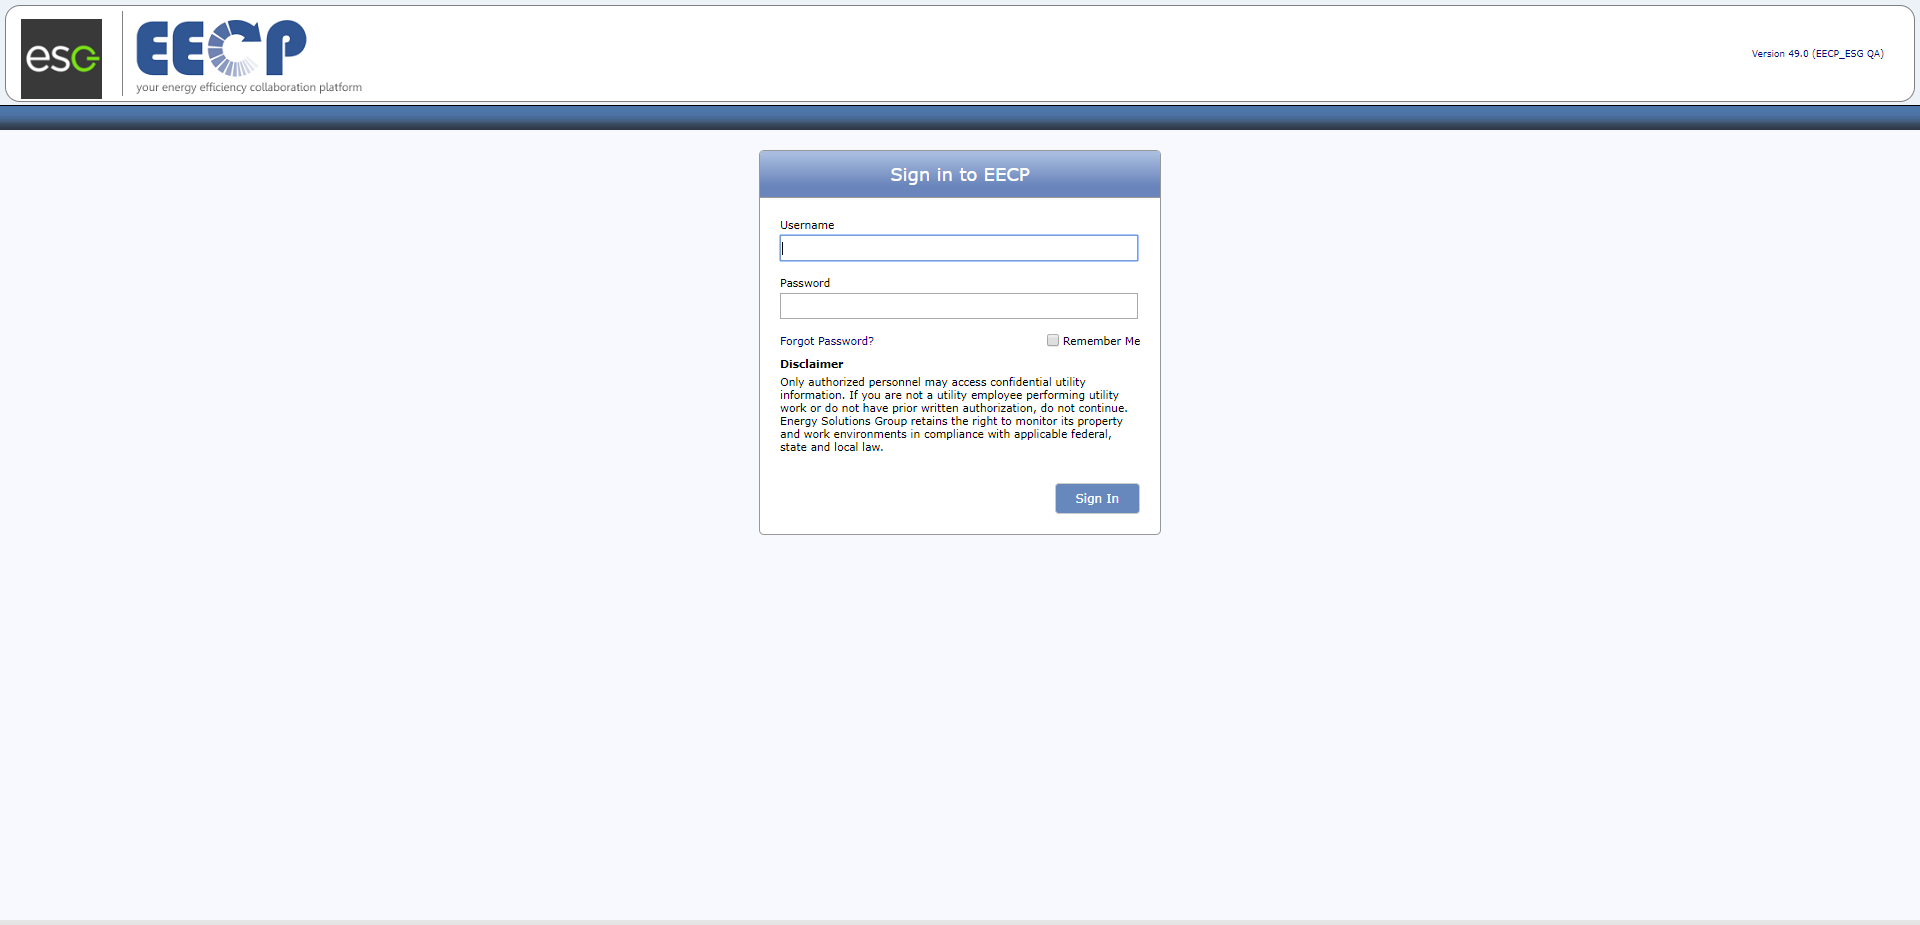 esg
EECP
your energy efficiency collaboration platform
Version 49.0 (EECP_ESG QA)
Sign in to EECP
Username
Password
Forgot Password?
Remember Me
Disclaimer
Only authorized personnel may access confidential utility
information. If you are not a utility employee performing utility
work or do not have prior written authorization, do not continue.
Energy Solutions Group retains the right to monitor its property
and work environments in compliance with applicable federal,
state and local law.
Sign In